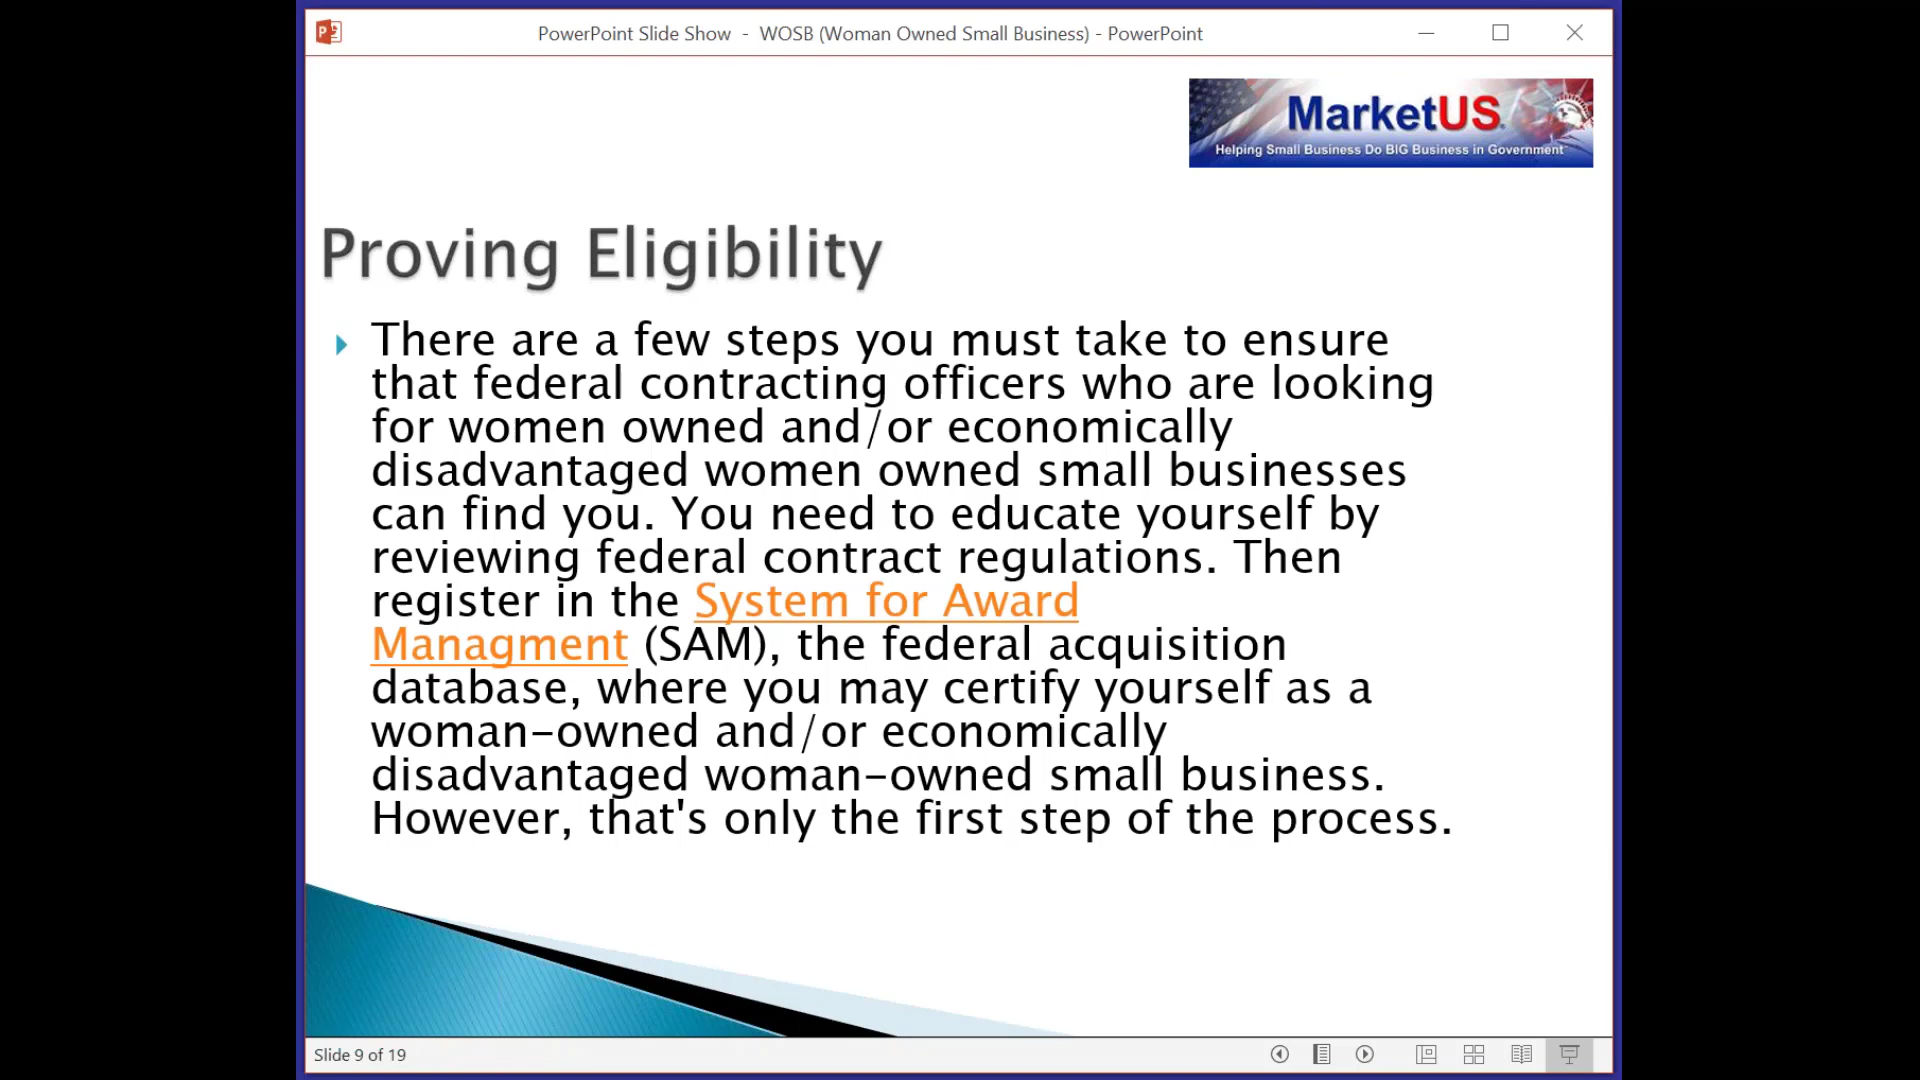 PowerPoint Slide Show - WOSB (Woman Owned Small Business) - PowerPoint
MarketUS
Helping Small Business Do BIG Business in Government
Proving Eligibility
There are a few steps you must take to ensure
that federal contracting officers who are looking
for women owned and/or economically
disadvantaged women owned small businesses
can find you. You need to educate yourself by
reviewing federal contract regulations. Then
register in the System for Award
Managment (SAM), the federal acquisition
database, where you may certify yourself as a
woman-owned and/or economically
disadvantaged woman-owned small business.
However, that's only the first step of the process.
Slide 9 of 19